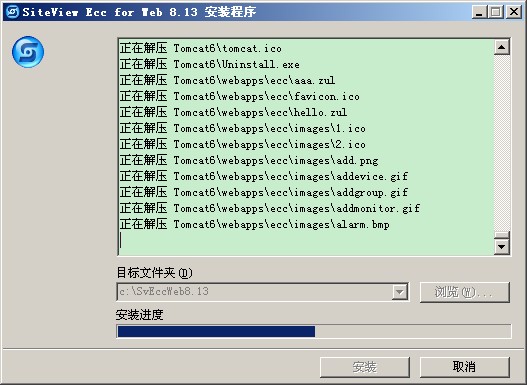 SiteView Ecc for Web 8.13 安装程序
正在解压 Tomcat6\tomcat.ico
正在解压 Tomcat6\Uninstall.exe
正在解压 Tomcat6\webapps\ecc\aaa.zul
正在解压 Tomcat6\webapps\ecc\favicon.ico
正在解压 Tomcat6\webapps\ecc\hello.zul
正在解压 Tomcat6\webapps\ecc\images\1.ico
正在解压 Tomcat6\webapps\ecc\images\2.ico
正在解压 Tomcat6\webapps\ecc\images\add.png
正在解压 Tomcat6\webapps\ecc\images\addevice.gif
正在解压 Tomcat6\webapps\ecc\images\addgroup.gif
正在解压 Tomcat6\webapps\ecc\images\addmonitor.gif
正在解压 Tomcat6\webapps\ecc\images\alarm.bmp
目标文件夹(D)
c:\SvEccWeb8.13
浏览(W)...
安装进度
安装
取消